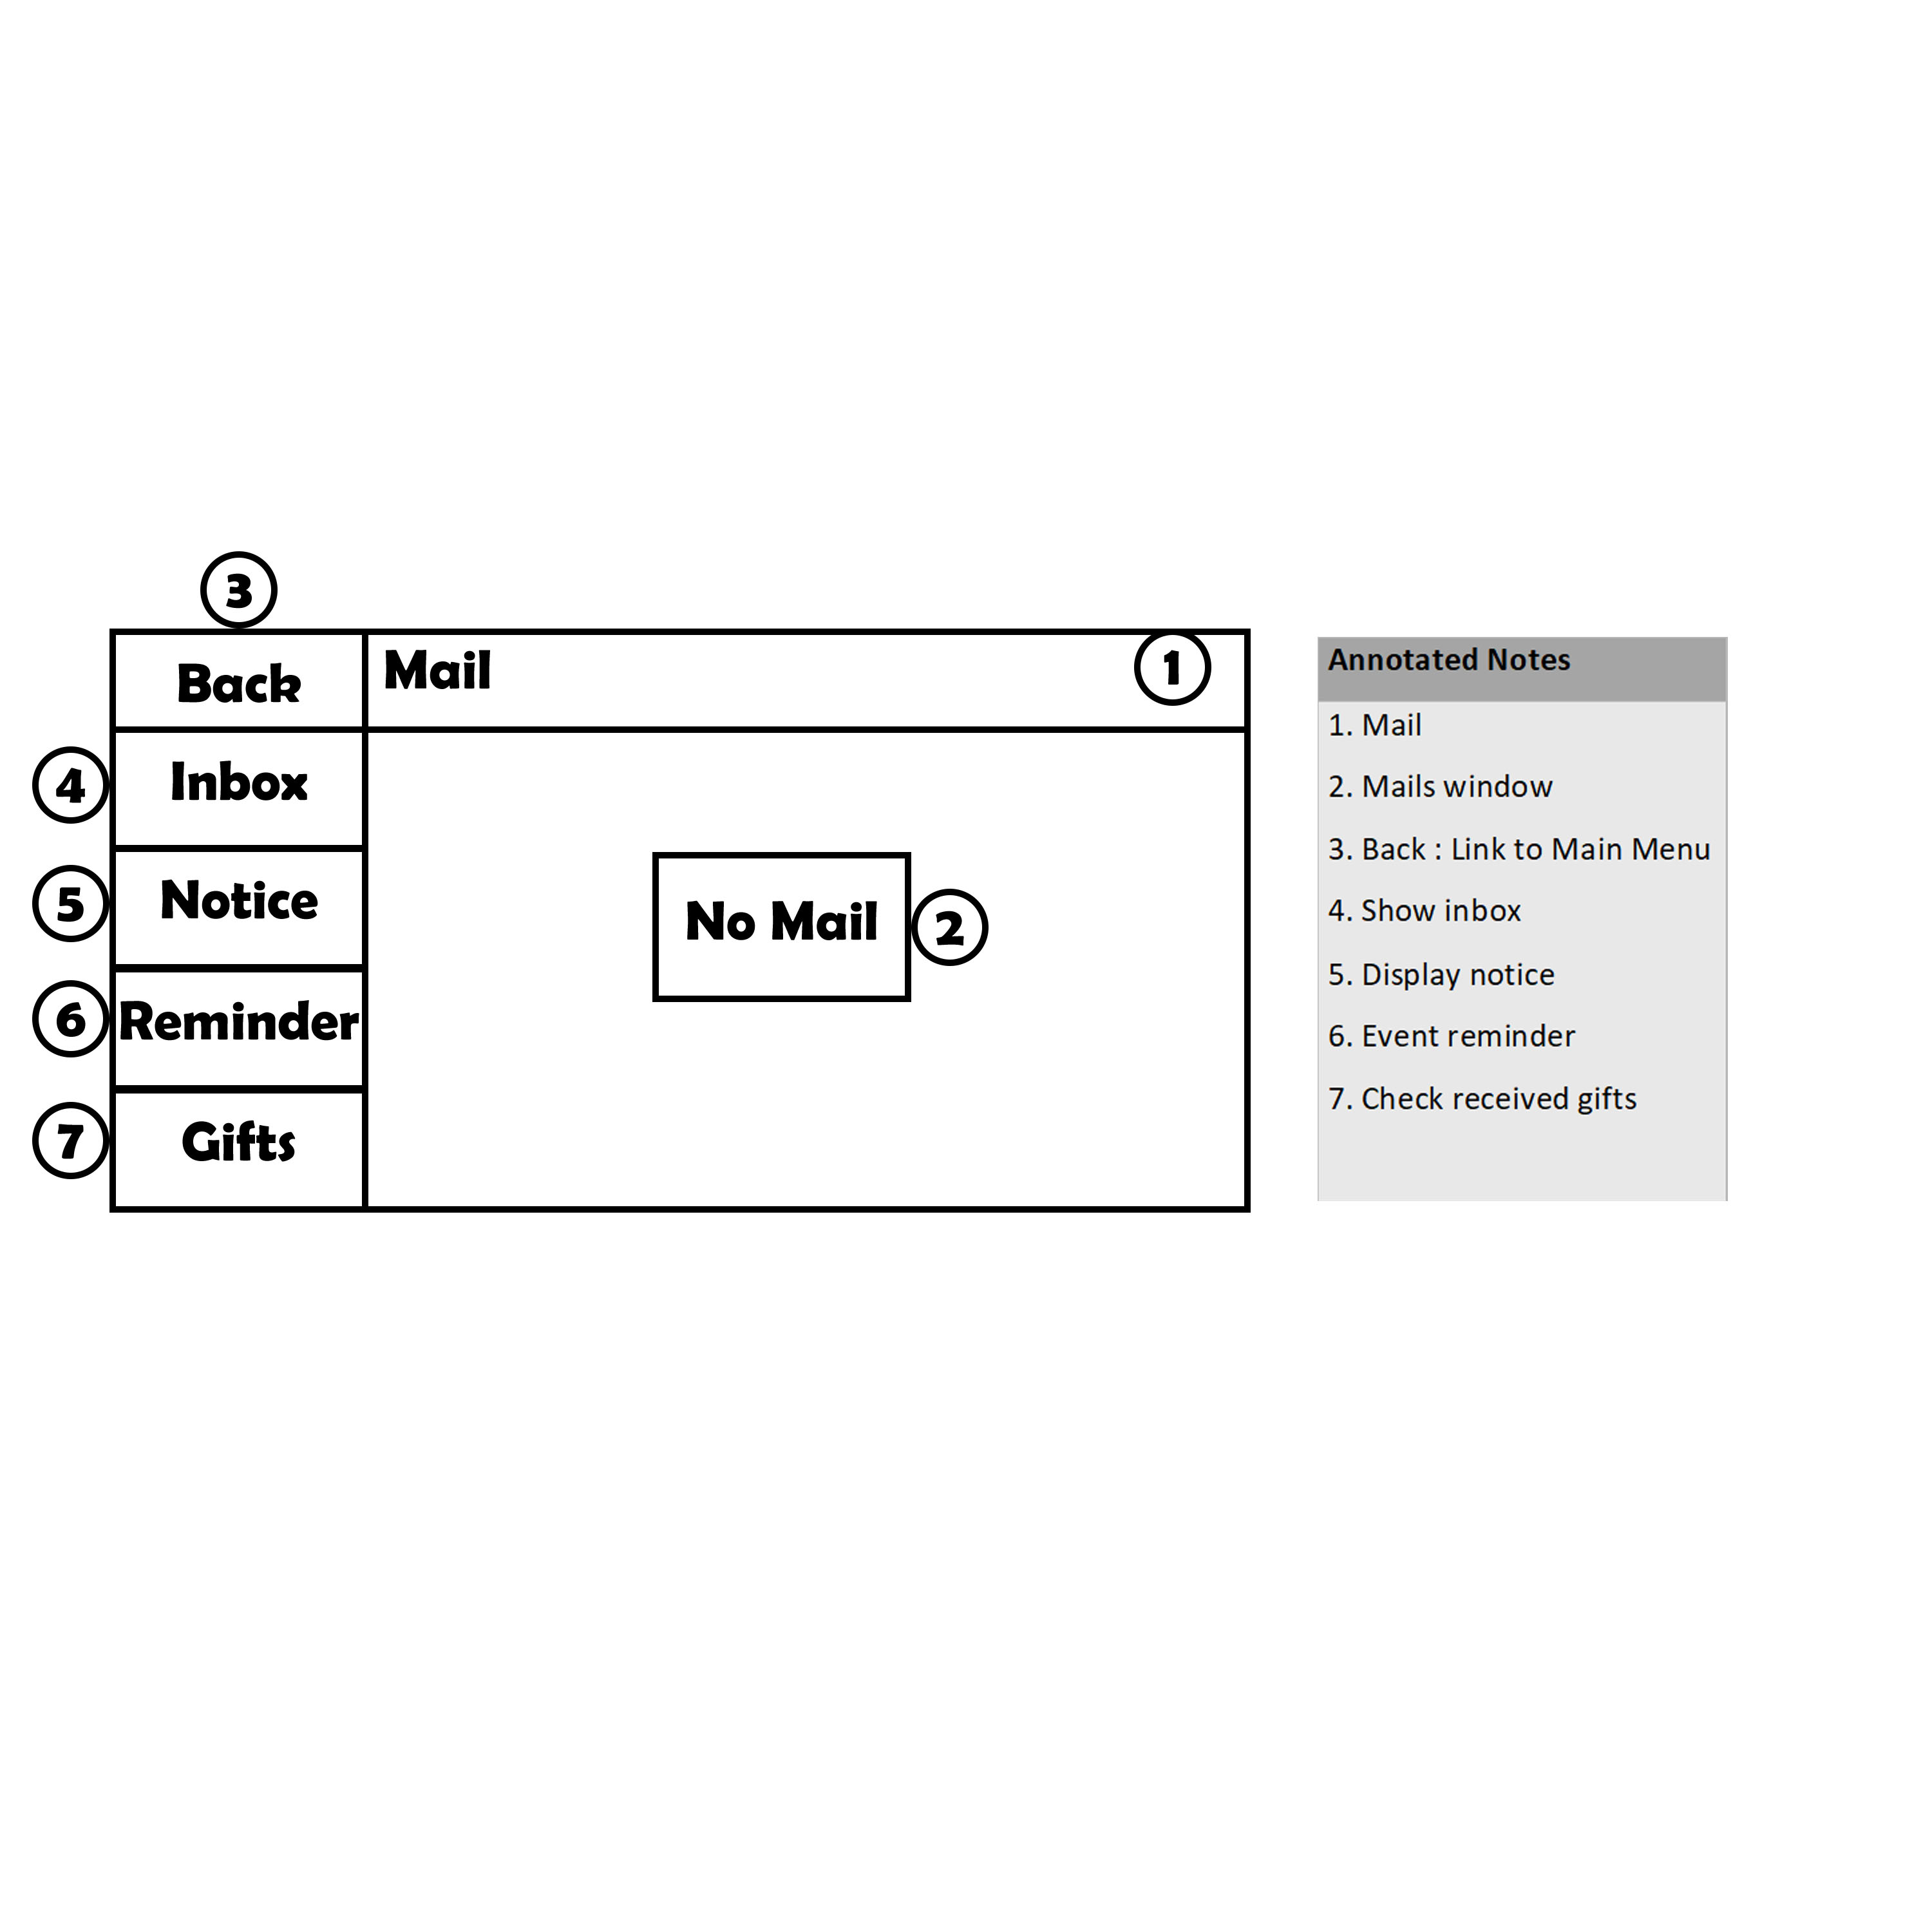 3
Back
Mail
1
4
Inbox
5
Notice
No Mail
2
6
Reminder
7
Gifts
Annotated Notes
1. Mail
2. Mails window
3. Back : Link to Main Menu
4. Show inbox
5. Display notice
6. Event reminder
7. Check received gifts